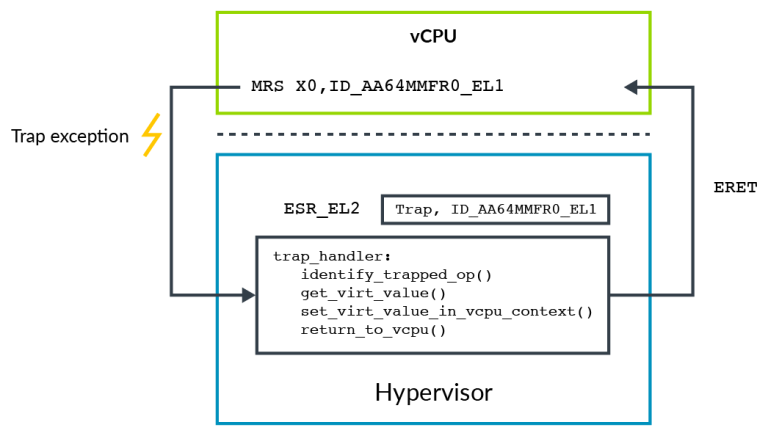 vCPU
MRS X0,ID_AA64MMFR0_EL1
Trap exception
ERET
ESR_EL2
Trap, ID_AA64MMFR0_EL1
trap_handler:
identify_trapped_op()
get_virt_value()
set_virt_value_in_vcpu_context()
return_to_vcpu()
Hypervisor